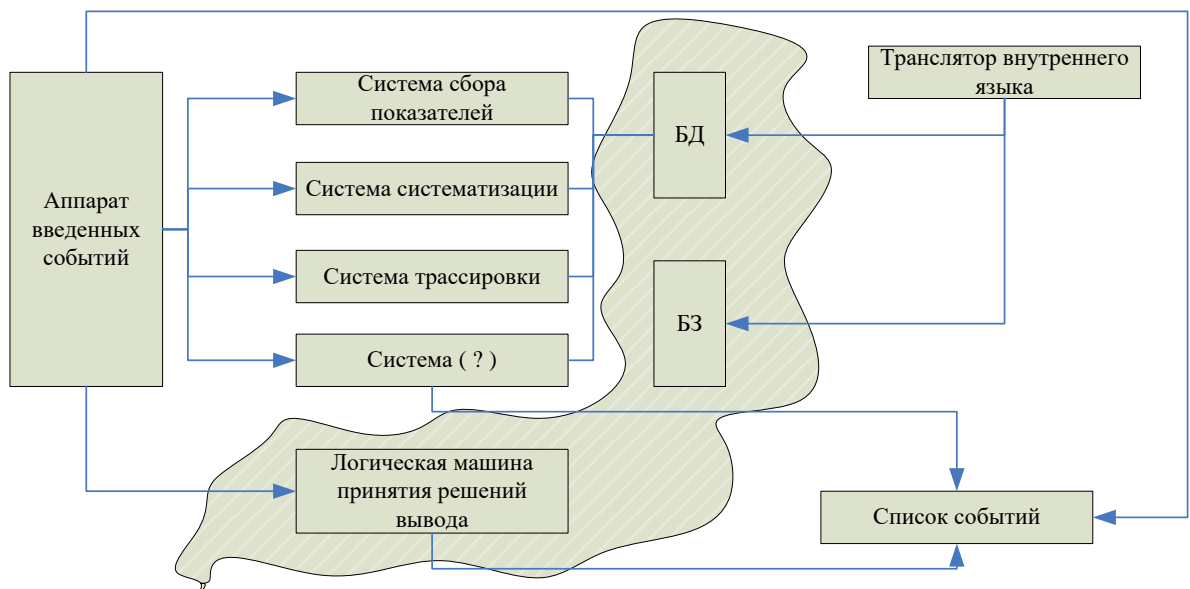 Аппарат
введенных
событий
Система сбора
показателей
Система систематизации
Система трассировки
Система ( ? )
Логическая машина
принятия решений
вывода
БД
БЗ
Транслятор внутреннего
языка
Список событий